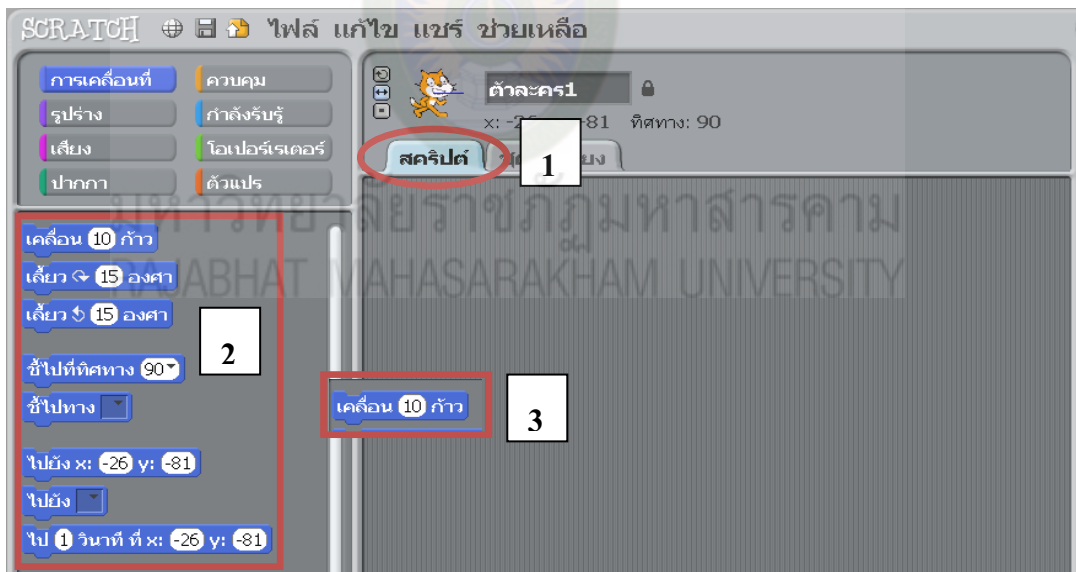 SCRATCH ไฟล์ แก้ไข แชร์ ช่วยเหลือ
การเคลื่อนที่ ควบคุม
รูปร่าง กำลังรับรู้
เสียง โอเปอร์เรเตอร์
ปากกา ตัวแปร
ตัวละคร1
x: -26 -81 ทิศทาง: 90
สคริปต์
1
มหาวิทยาลัยราชภัฏมหาสารคาม
RAJABHAT MAHASARAKHAM UNIVERSITY
เคลื่อน 10 ก้าว
เลี้ยว 15 องศา
เลี้ยว 15 องศา
2
ชี้ไปที่ทิศทาง 90
ชี้ไปทาง
ไปยัง x: -26 y: -81
ไปยัง
ไป 1 วินาที ที่ x: -26 y: -81
เคลื่อน 10 ก้าว
3